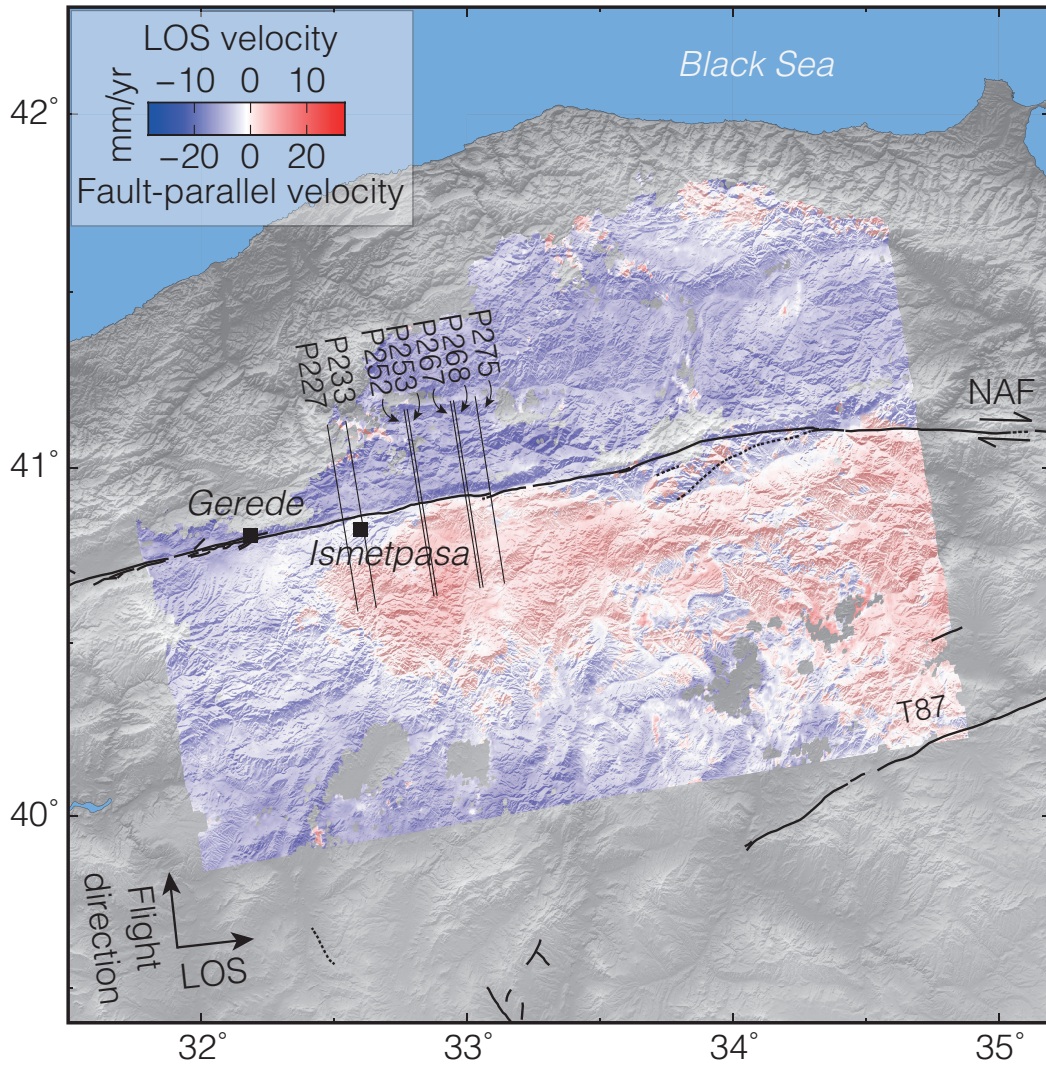 LOS velocity
−10 0 10
mm/yr
−20 0 20
Fault-parallel velocity
Black Sea
42°
41°
40°
P227
P233
P252
P253
P267
P268
P275
NAF
Gerede
Ismetpasa
T87
Flight
direction
LOS
32° 33° 34° 35°